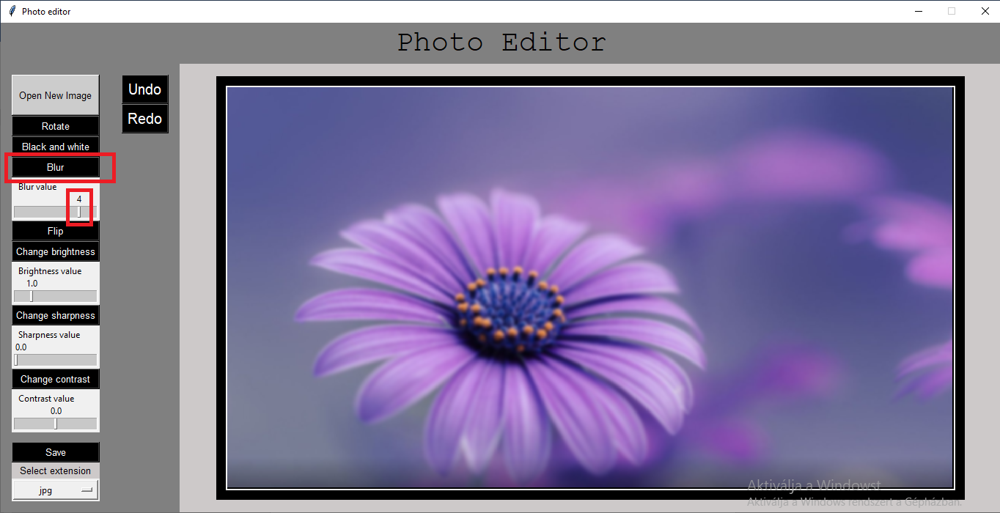 Photo editor
Photo Editor
Open New Image
Undo
Redo
Rotate
Black and white
Blur
Blur value
4
Flip
Change brightness
Brightness value
1.0
Change sharpness
Sharpness value
0.0
Change contrast
Contrast value
0.0
Save
Select extension
jpg
Aktiválja a Windowst
Aktiválja a Windows rendszert a Gépházban.